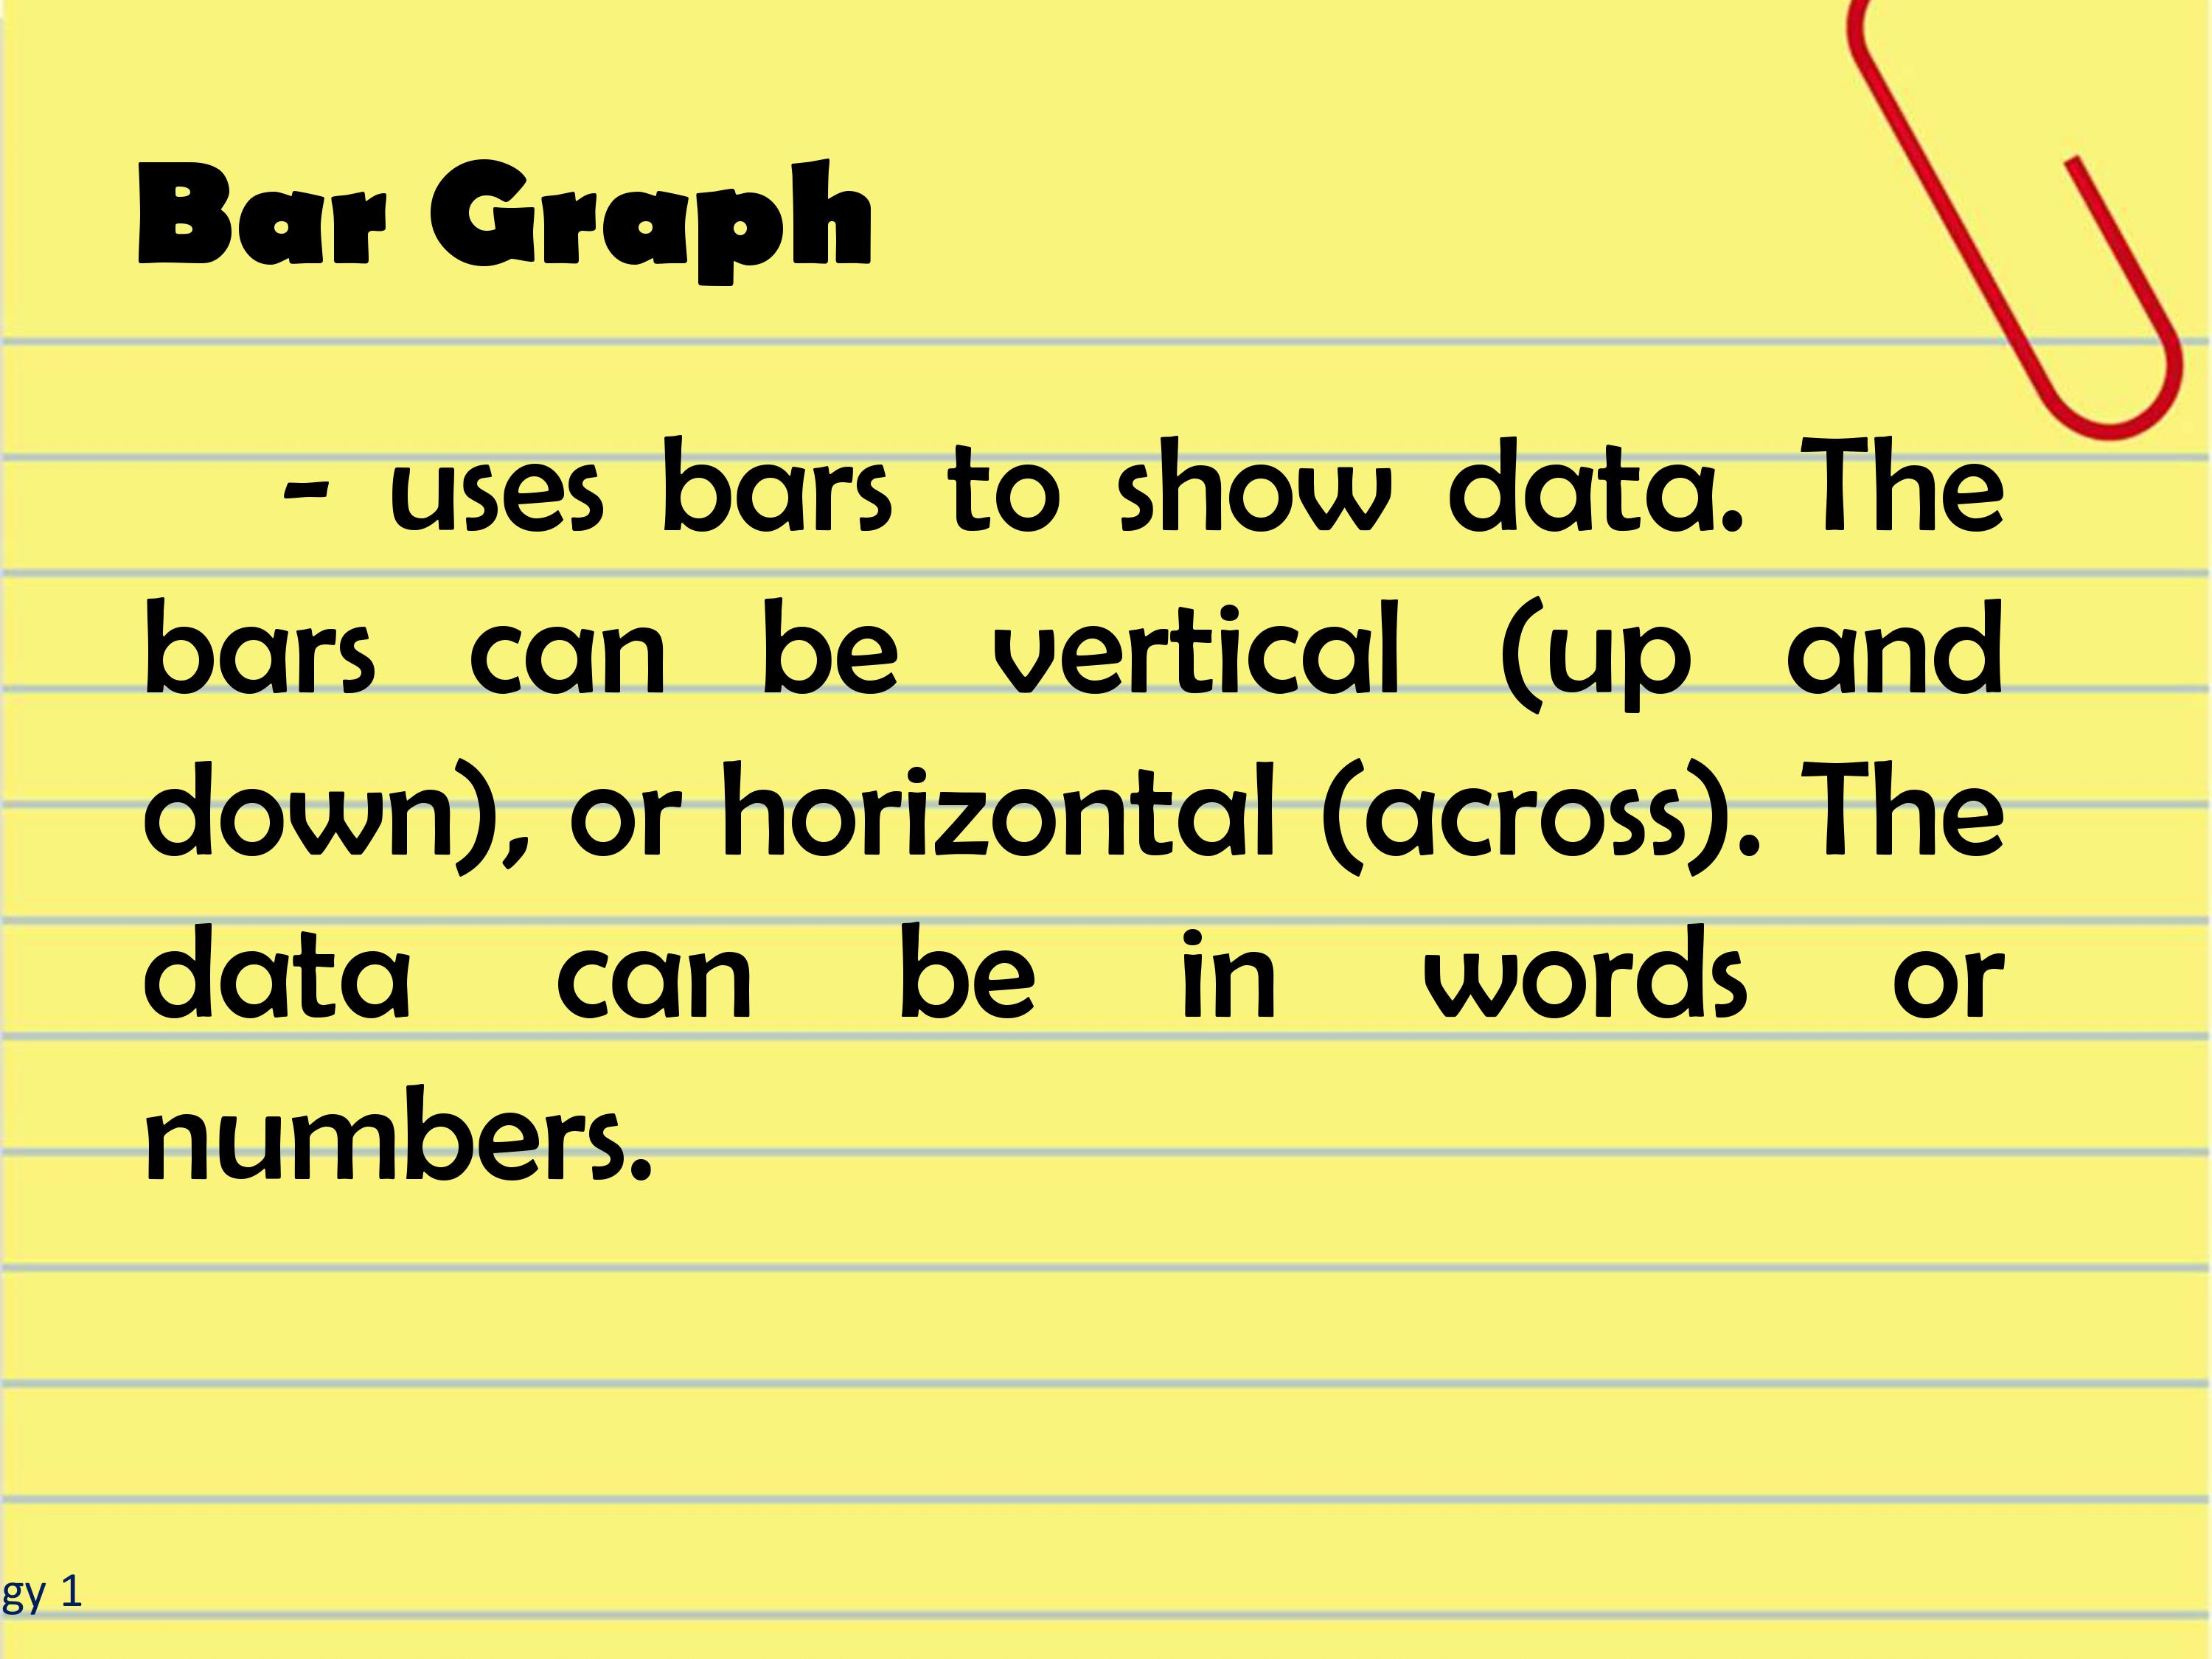 Bar Graph
- uses bars to show data. The
bars can be vertical (up and
down), or horizontal (across). The
data can be in words or
numbers.
gy 1